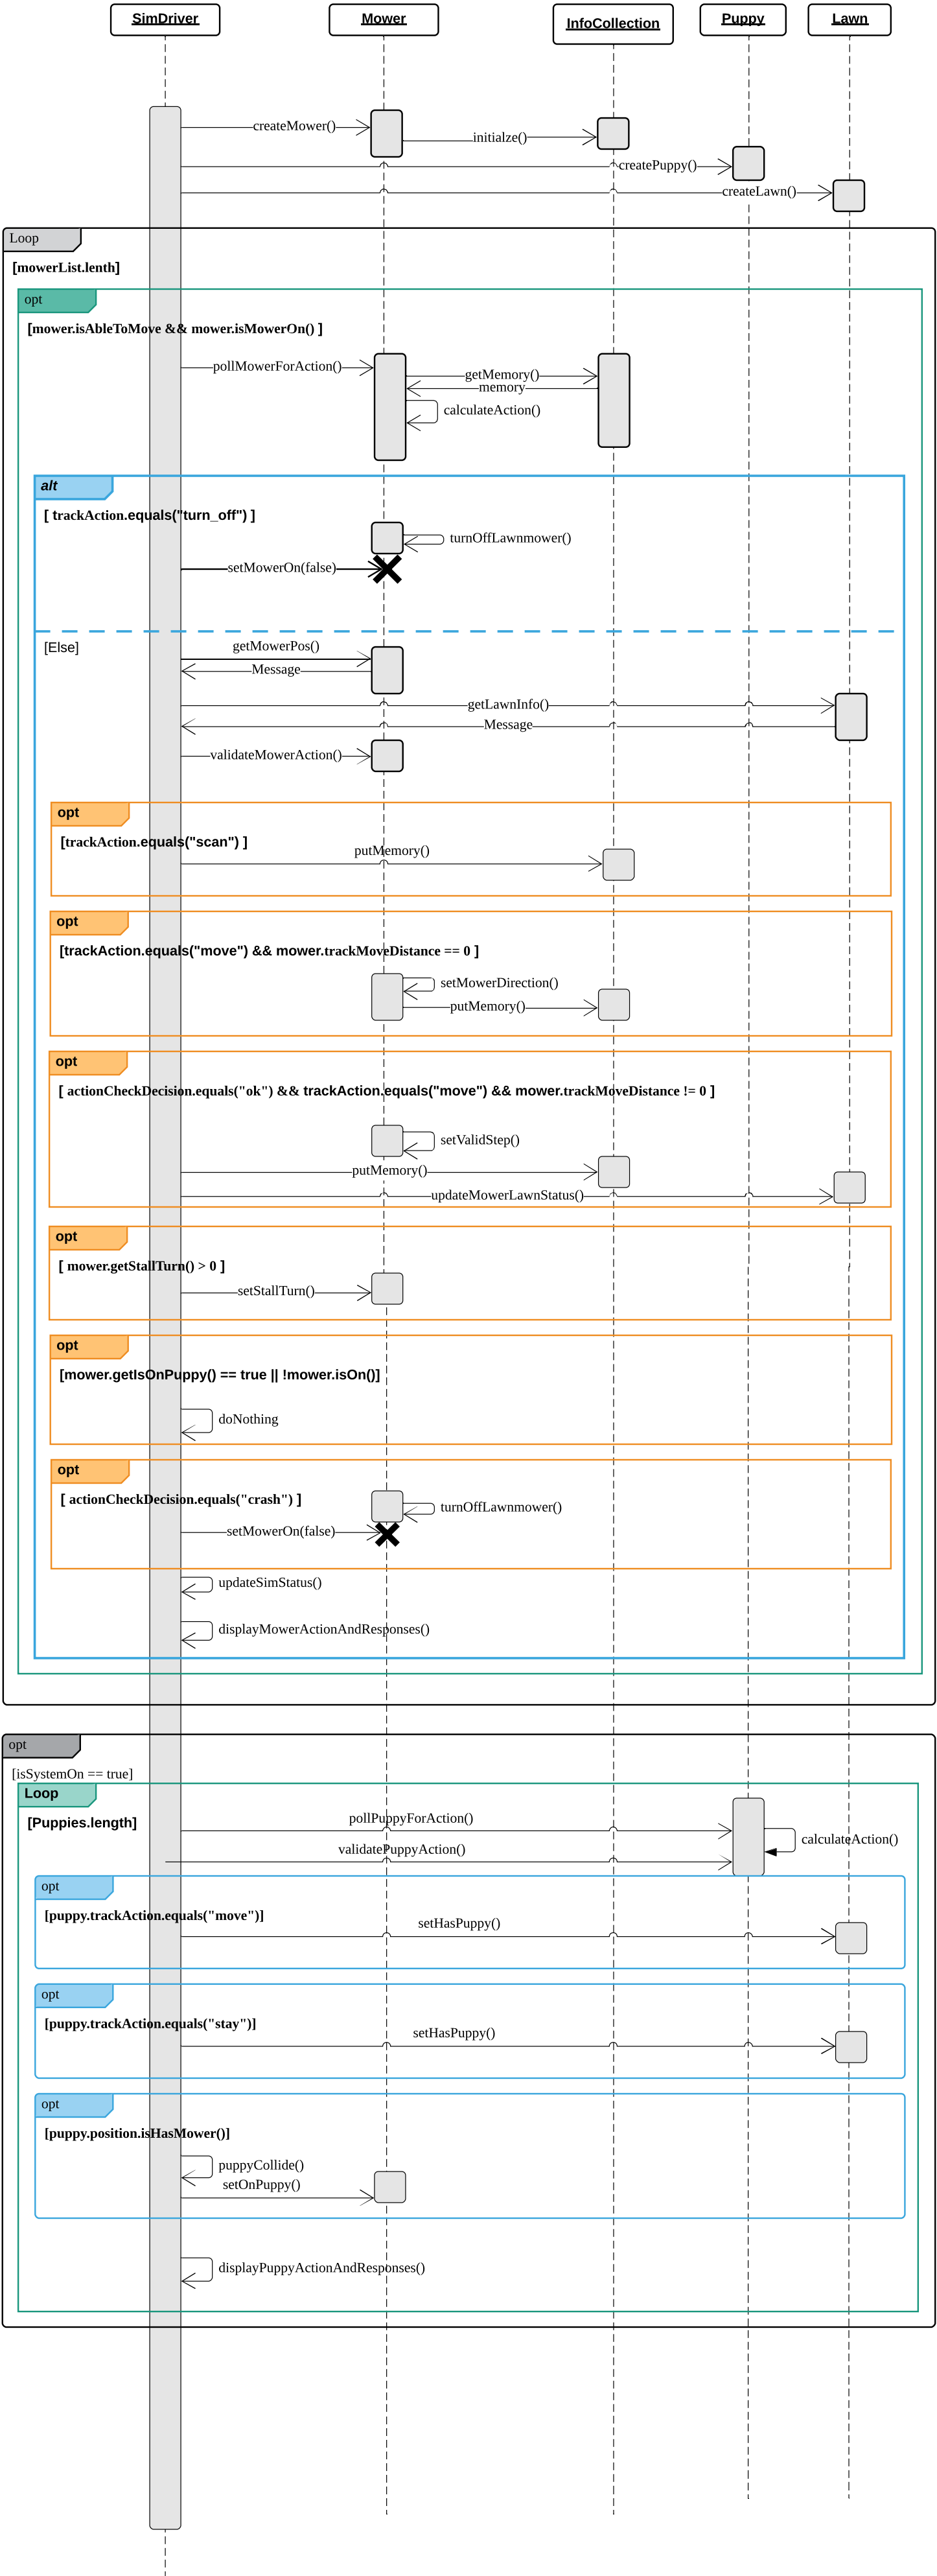 SimDriver
Mower
InfoCollection
Puppy
Lawn
createMower()
initialze()
createPuppy()
createLawn()
Loop
[mowerList.lenth]
opt
[mower.isAbleToMove && mower.isMowerOn() ]
pollMowerForAction()
getMemory()
memory
calculateAction()
alt
[ trackAction.equals("turn_off") ]
turnOffLawnmower()
setMowerOn(false)
[Else]
getMowerPos()
Message
getLawnInfo()
Message
validateMowerAction()
opt
[trackAction.equals("scan") ]
putMemory()
opt
[trackAction.equals("move") && mower.trackMoveDistance == 0 ]
setMowerDirection()
putMemory()
opt
[ actionCheckDecision.equals("ok") && trackAction.equals("move") && mower.trackMoveDistance != 0 ]
setValidStep()
putMemory()
updateMowerLawnStatus()
opt
[ mower.getStallTurn() > 0 ]
setStallTurn()
opt
[mower.getIsOnPuppy() == true || !mower.isOn()]
doNothing
opt
[ actionCheckDecision.equals("crash") ]
turnOffLawnmower()
setMowerOn(false)
updateSimStatus()
displayMowerActionAndResponses()
opt
[isSystemOn == true]
Loop
[Puppies.length]
pollPuppyForAction()
calculateAction()
validatePuppyAction()
opt
[puppy.trackAction.equals("move")]
setHasPuppy()
opt
[puppy.trackAction.equals("stay")]
setHasPuppy()
opt
[puppy.position.isHasMower()]
puppyCollide()
setOnPuppy()
displayPuppyActionAndResponses()